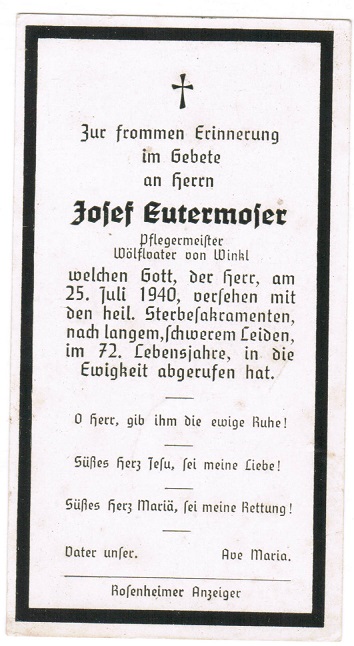 Zur frommen Erinnerung
im Gebete
an Herrn
Josef Eutermoser
Pflegermeister
Wölflvater von Winkl
welchen Gott, der Herr, am
25. Juli 1940, versehen mit
den heil. Sterbesakramenten,
nach langem, schwerem Leiden,
im 72. Lebensjahre, in die
Ewigkeit abgerufen hat.
O Herr, gib ihm die ewige Ruhe!
Süßes Herz Jesu, sei meine Liebe!
Süßes Herz Mariä, sei meine Rettung!
Vater unser. Ave Maria.
Rosenheimer Anzeiger